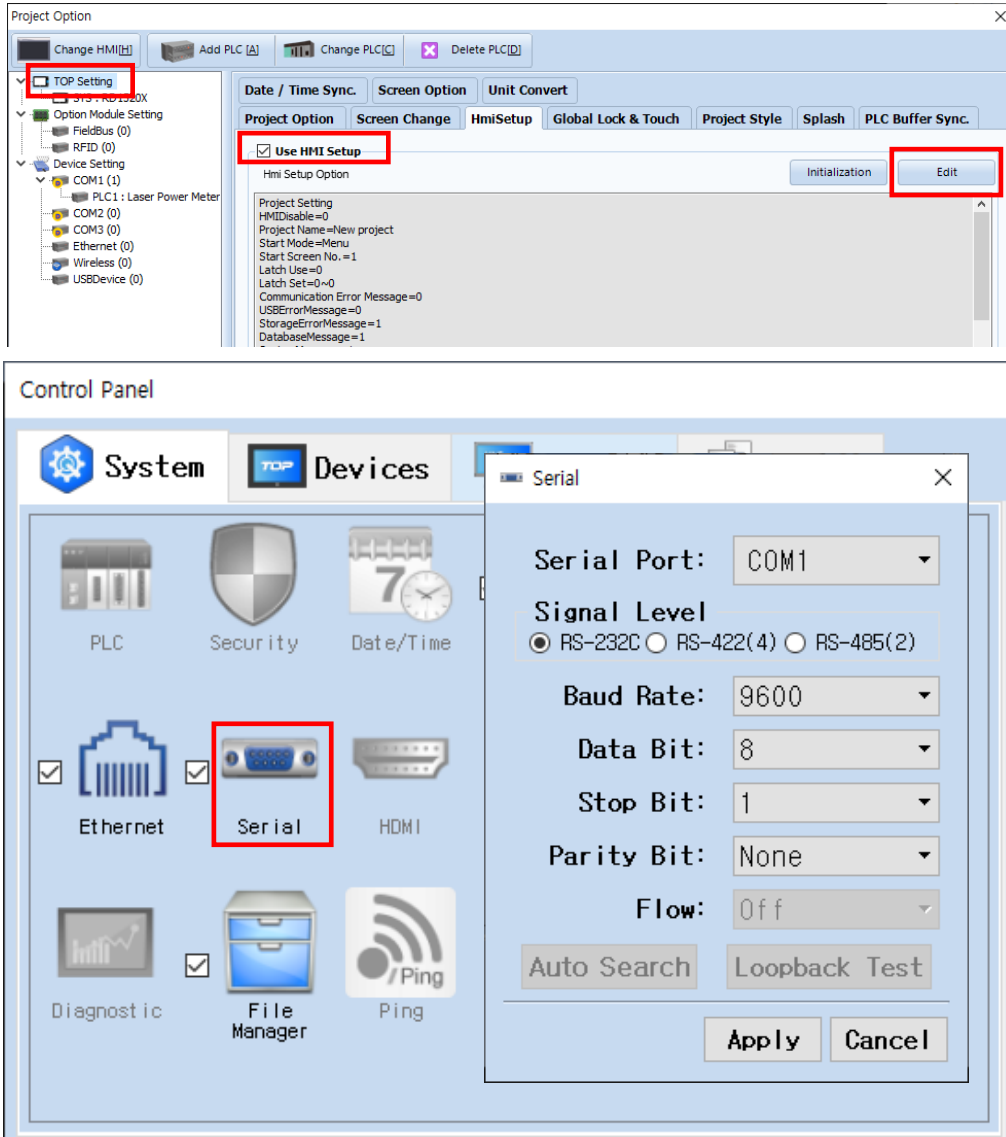 Project Option
Change HMI[H] Add PLC [A] Change PLC[C] Delete PLC[D]
TOP Setting
SYS : RD1520X
Option Module Setting
FieldBus (0)
RFID (0)
Device Setting
COM1 (1)
PLC1 : Laser Power Meter
COM2 (0)
COM3 (0)
Ethernet (0)
Wireless (0)
USBDevice (0)
Date / Time Sync. Screen Option Unit Convert
Project Option Screen Change HmiSetup Global Lock & Touch Project Style Splash PLC Buffer Sync.
Use HMI Setup
Hmi Setup Option Initialization Edit
Project Setting
HMIDisable=0
Project Name=New project
Start Mode=Menu
Start Screen No.=1
Latch Use=0
Latch Set=0~0
Communication Error Message=0
USBErrorMessage=0
StorageErrorMessage=1
DatabaseMessage=1
Control Panel
System TOP Devices
PLC Security 7 Date/Time
Ethernet Serial HDMI
Diagnostic File Manager /Ping Ping
Serial
Serial Port: COM1
Signal Level
RS-232C RS-422(4) RS-485(2)
Baud Rate: 9600
Data Bit: 8
Stop Bit: 1
Parity Bit: None
Flow: Off
Auto Search Loopback Test
Apply Cancel